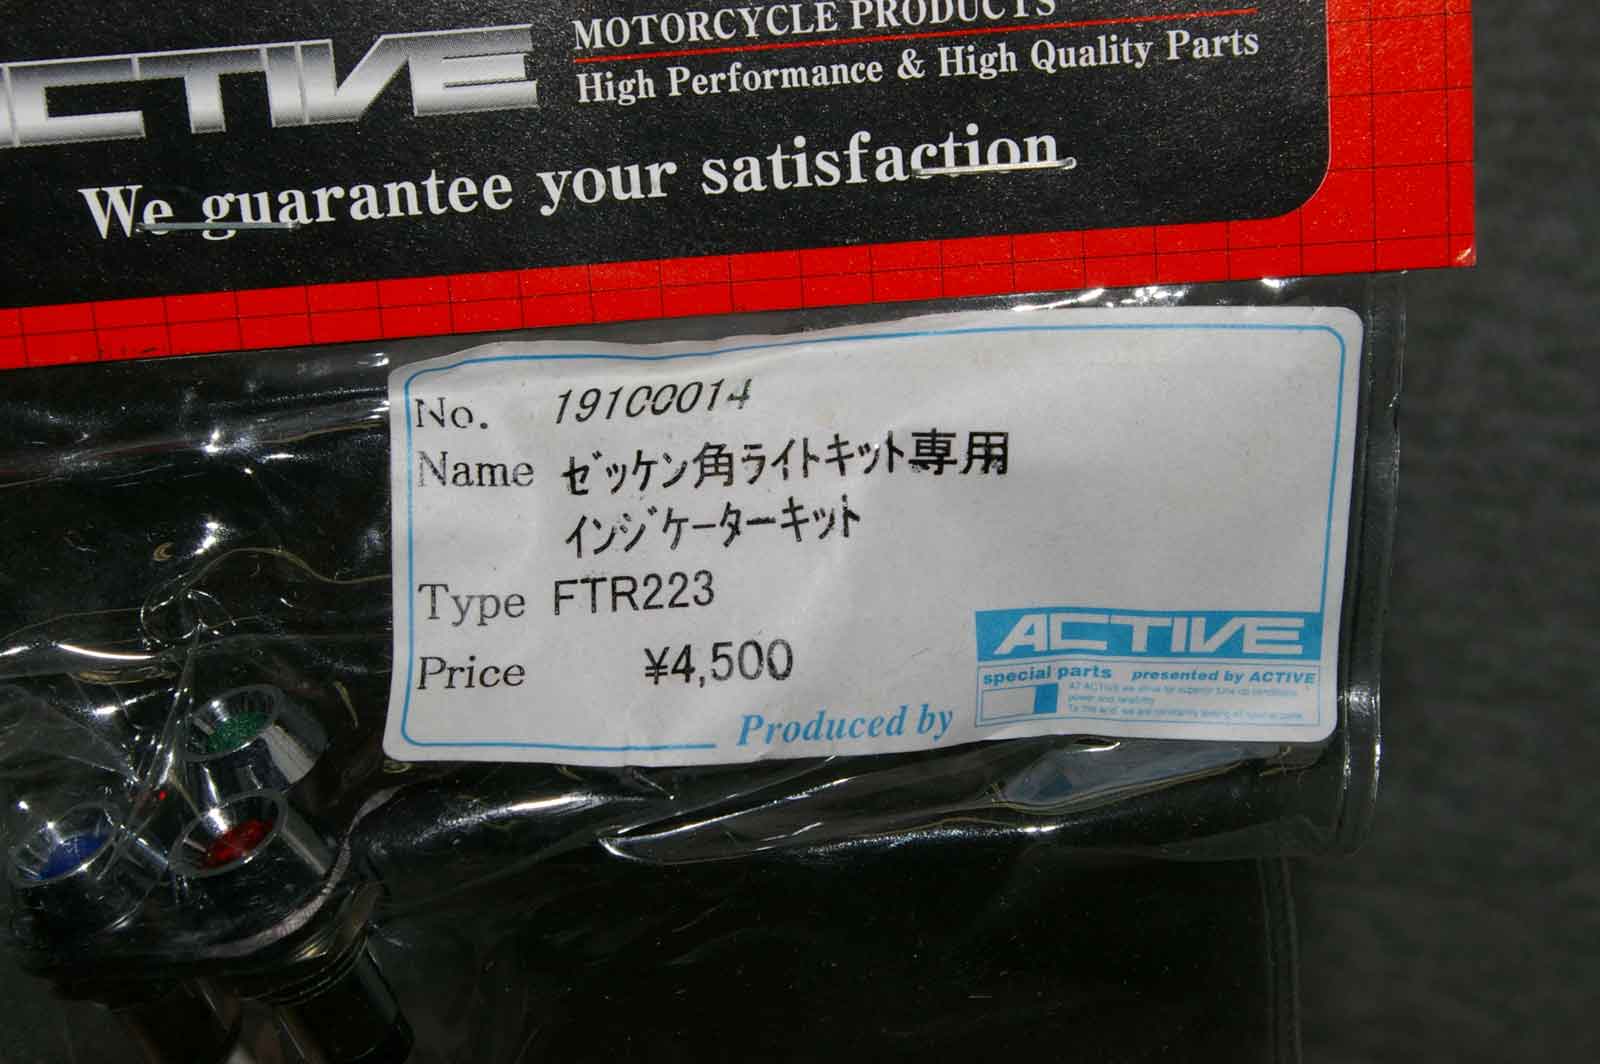 ACTIVE
MOTORCYCLE PRODUCTS
High Performance & High Quality Parts
We guarantee your satisfaction.
No. 19100014
Name ゼッケン角ライトキット専用
インジケーターキット
Type FTR223
Price ¥4,500
Produced by
ACTIVE
special parts presented by ACTIVE